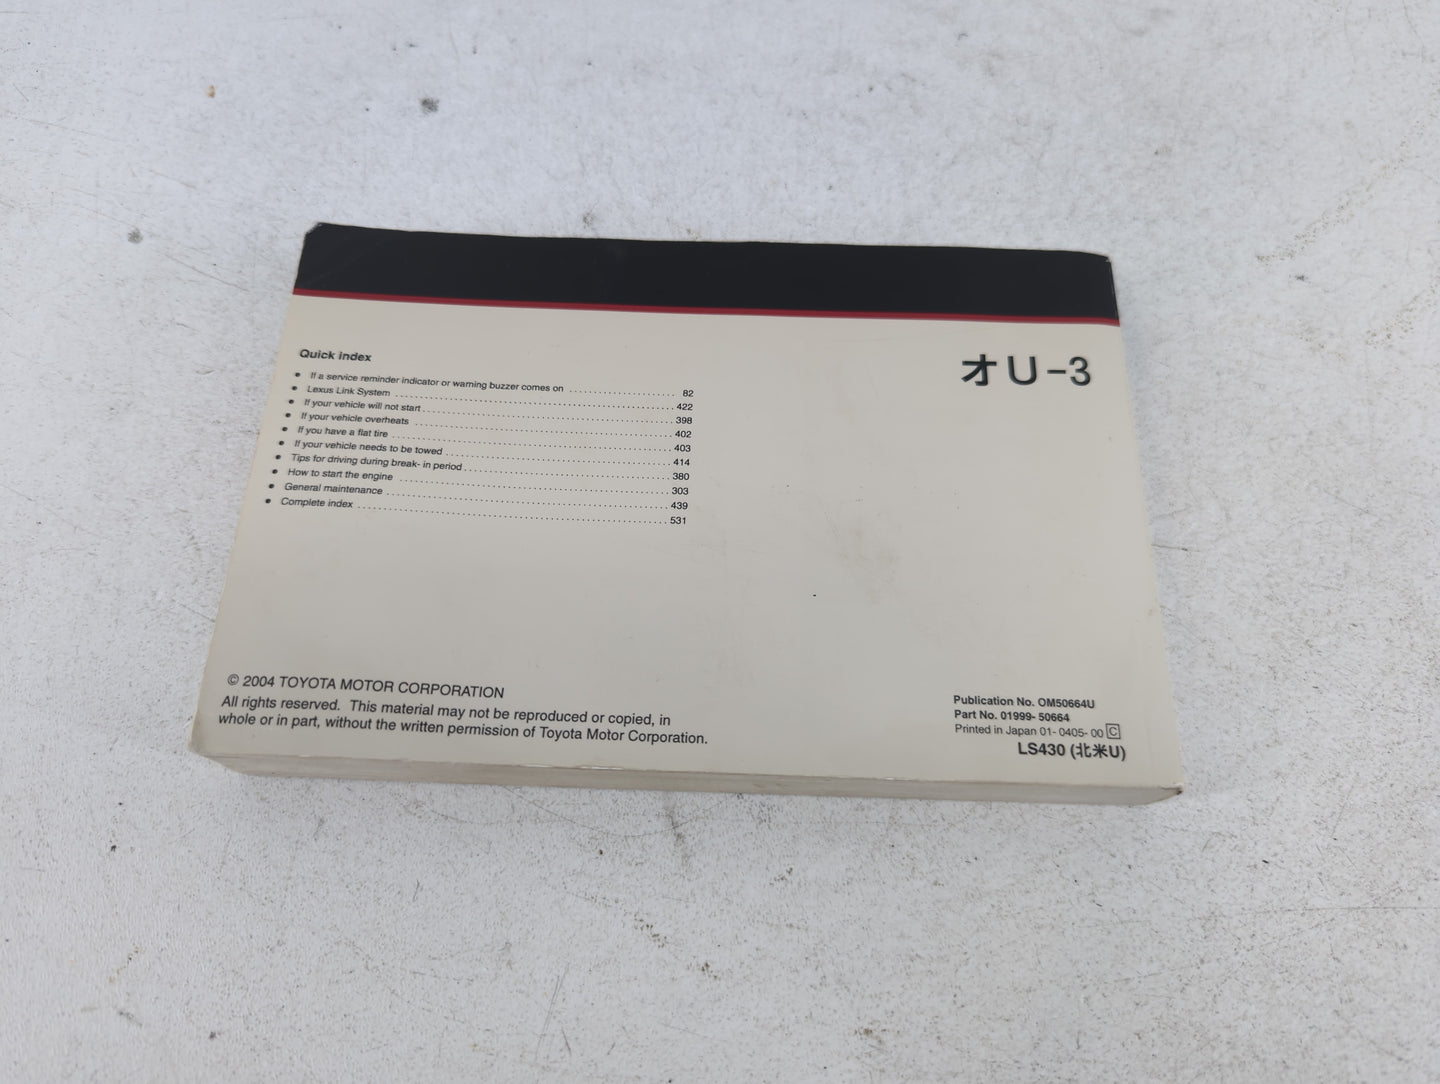 オU-3
Quick index
• If a service reminder indicator or warning buzzer comes on ........................ 82
• Lexus Link System ........................ 422
• If your vehicle will not start ........................ 398
• If your vehicle overheats ........................ 402
• If you have a flat tire ........................ 403
• If your vehicle needs to be towed ........................ 414
• Tips for driving during break- in period ........................ 380
• How to start the engine ........................ 303
• General maintenance ........................ 439
• Complete index ........................ 531
© 2004 TOYOTA MOTOR CORPORATION
All rights reserved. This material may not be reproduced or copied, in
whole or in part, without the written permission of Toyota Motor Corporation.
Publication No. OM50664U
Part No. 01999- 50664
Printed in Japan 01- 0405- 00 C
LS430 (北米U)